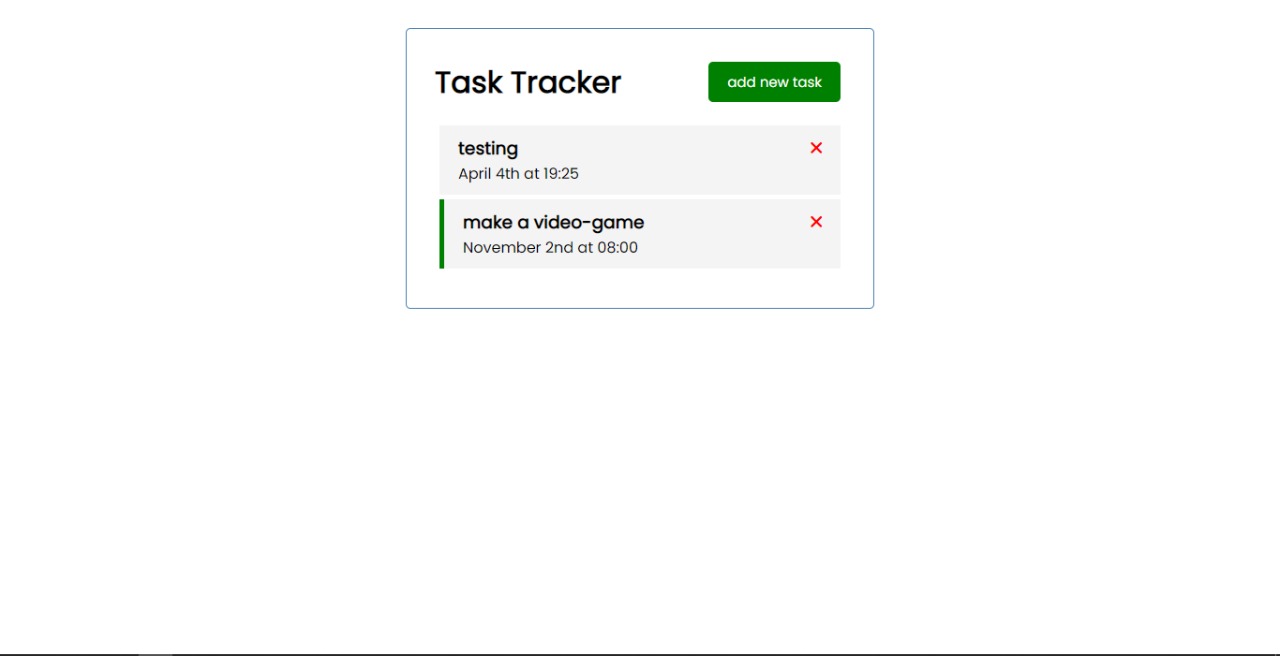 Task Tracker
add new task
testing
April 4th at 19:25
make a video-game
November 2nd at 08:00